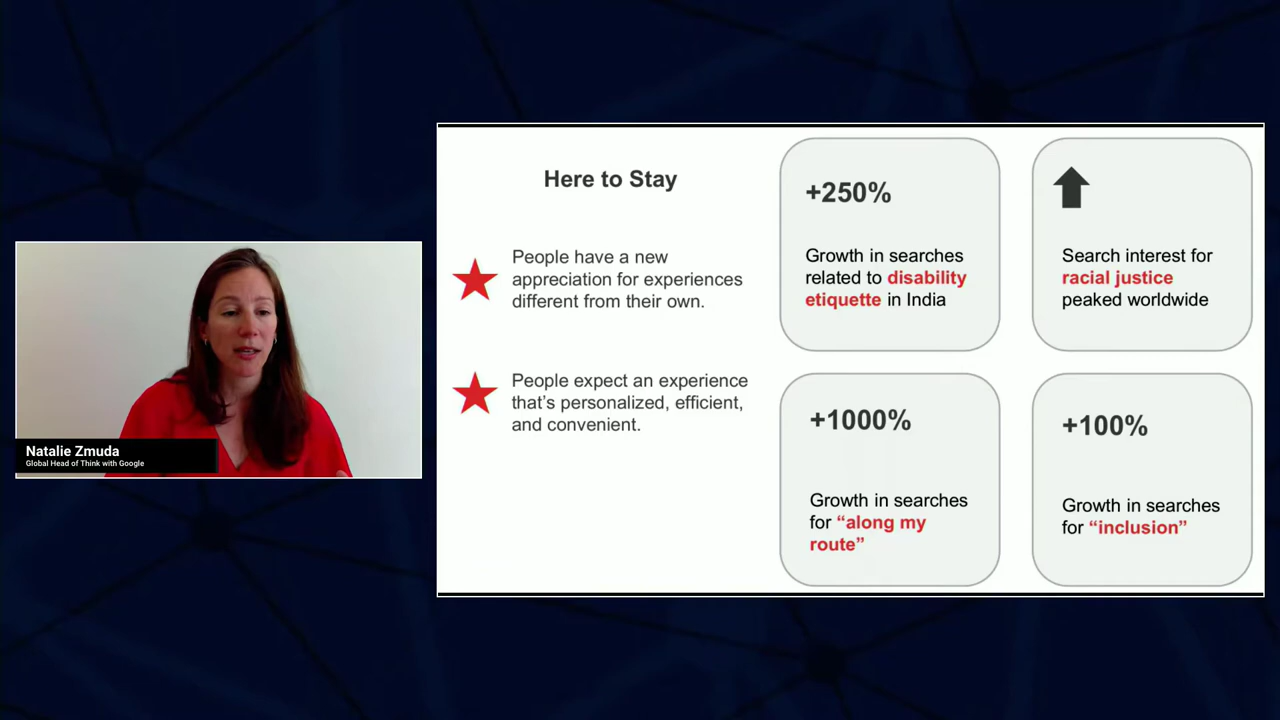 Natalie Zmuda
Global Head of Think with Google
Here to Stay
People have a new
appreciation for experiences
different from their own.
People expect an experience
that’s personalized, efficient,
and convenient.
+250%
Growth in searches
related to disability
etiquette in India
Search interest for
racial justice
peaked worldwide
+1000%
Growth in searches
for “along my
route”
+100%
Growth in searches
for “inclusion”